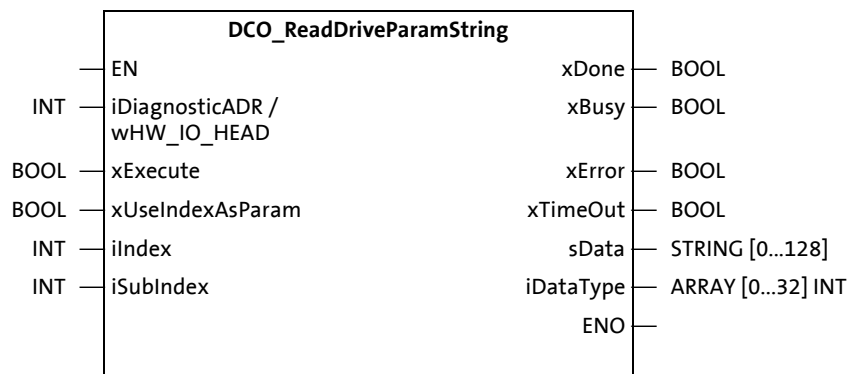 DCO_ReadDriveParamString
EN xDone BOOL
INT iDiagnosticADR / xBusy BOOL
wHW_IO_HEAD
BOOL xExecute xError BOOL
BOOL xUseIndexAsParam xTimeOut BOOL
INT iIndex sData STRING [0...128]
INT iSubIndex iDataType ARRAY [0...32] INT
ENO